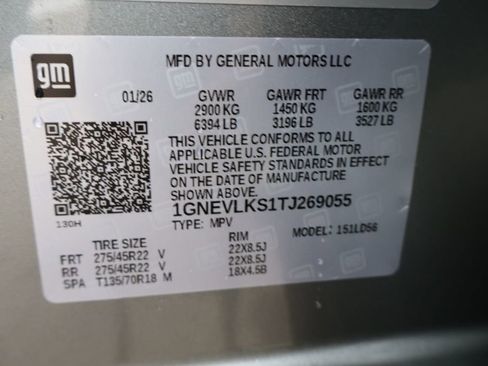 gm
MFD BY GENERAL MOTORS LLC
01/26 GVWR GAWR FRT GAWR RR
2900 KG 1450 KG 1600 KG
6394 LB 3196 LB 3527 LB
THIS VEHICLE CONFORMS TO ALL
APPLICABLE U.S. FEDERAL MOTOR
VEHICLE SAFETY STANDARDS IN EFFECT
ON THE DATE OF MANUFACTURE
SHOWN ABOVE.
130H 1GNEVLKS1TJ269055
TYPE: MPV MODEL: 151LD56
TIRE SIZE RIM
FRT 275/45R22 V 22X8.5J
RR 275/45R22 V 22X8.5J
SPA T135/70R18 M 18X4.5B